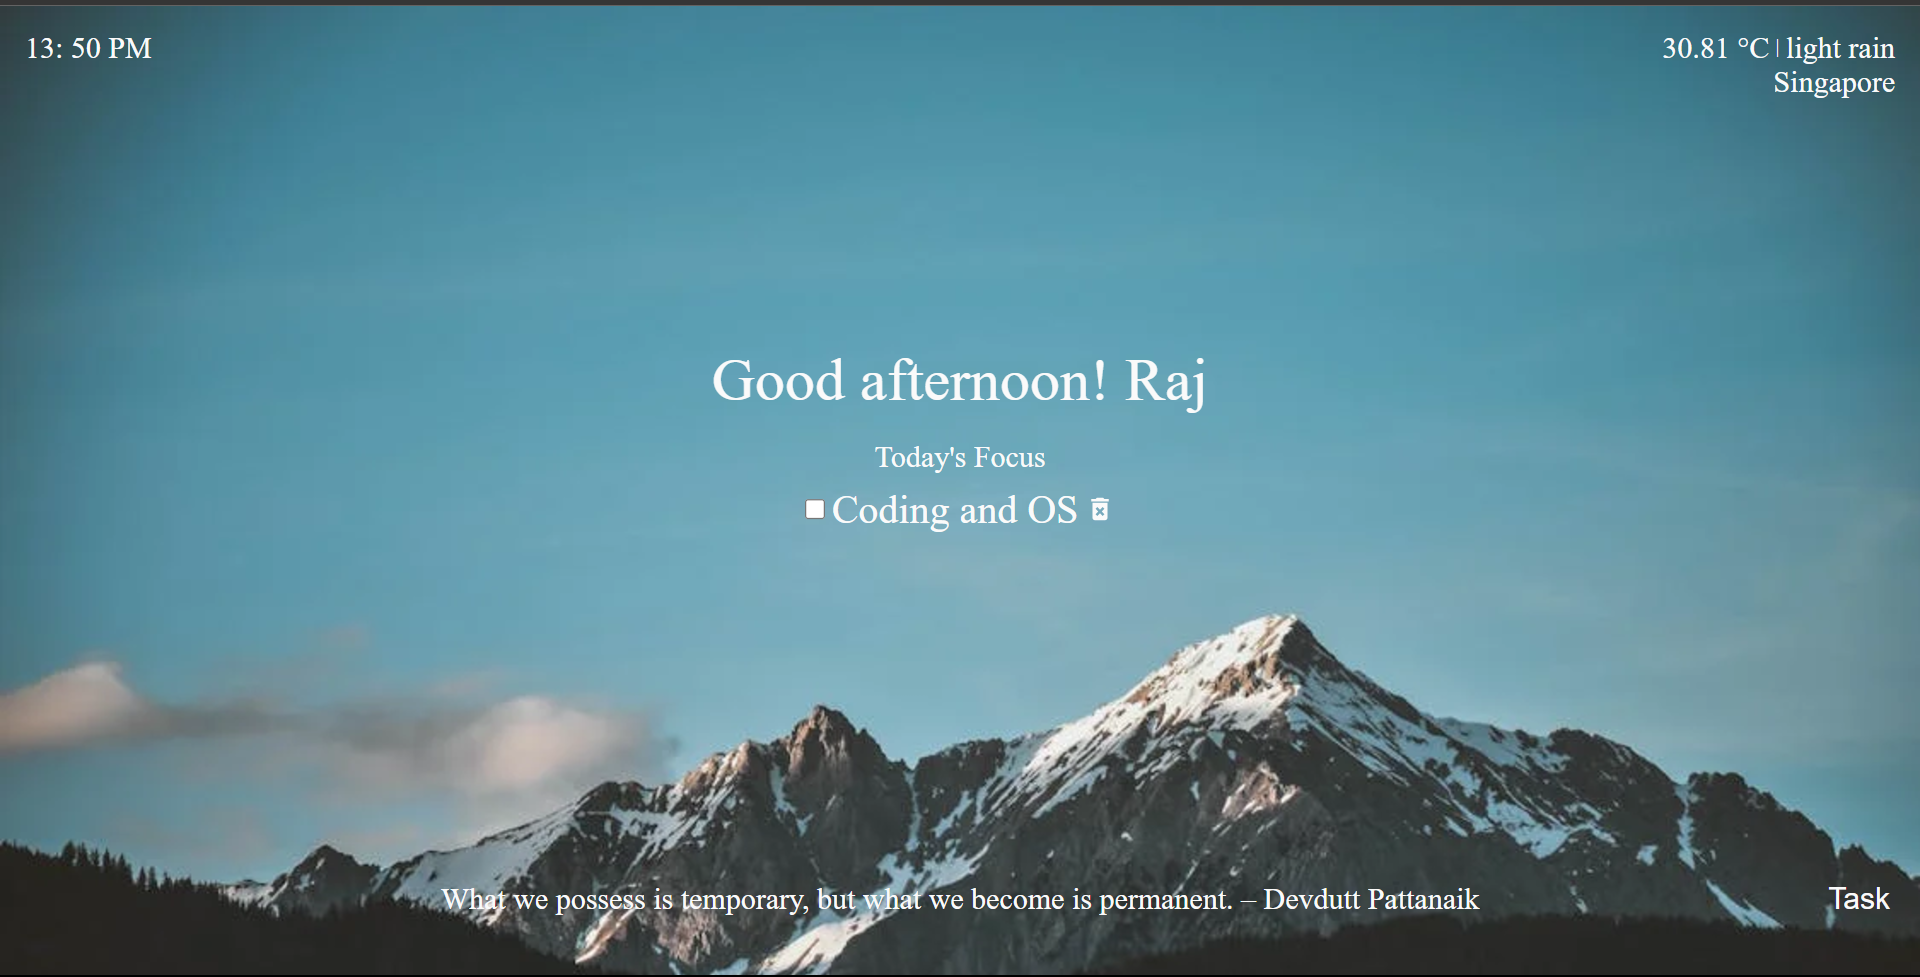 13: 50 PM
30.81 °C | light rain
Singapore
Good afternoon! Raj
Today's Focus
Coding and OS
What we possess is temporary, but what we become is permanent. – Devdutt Pattanaik
Task